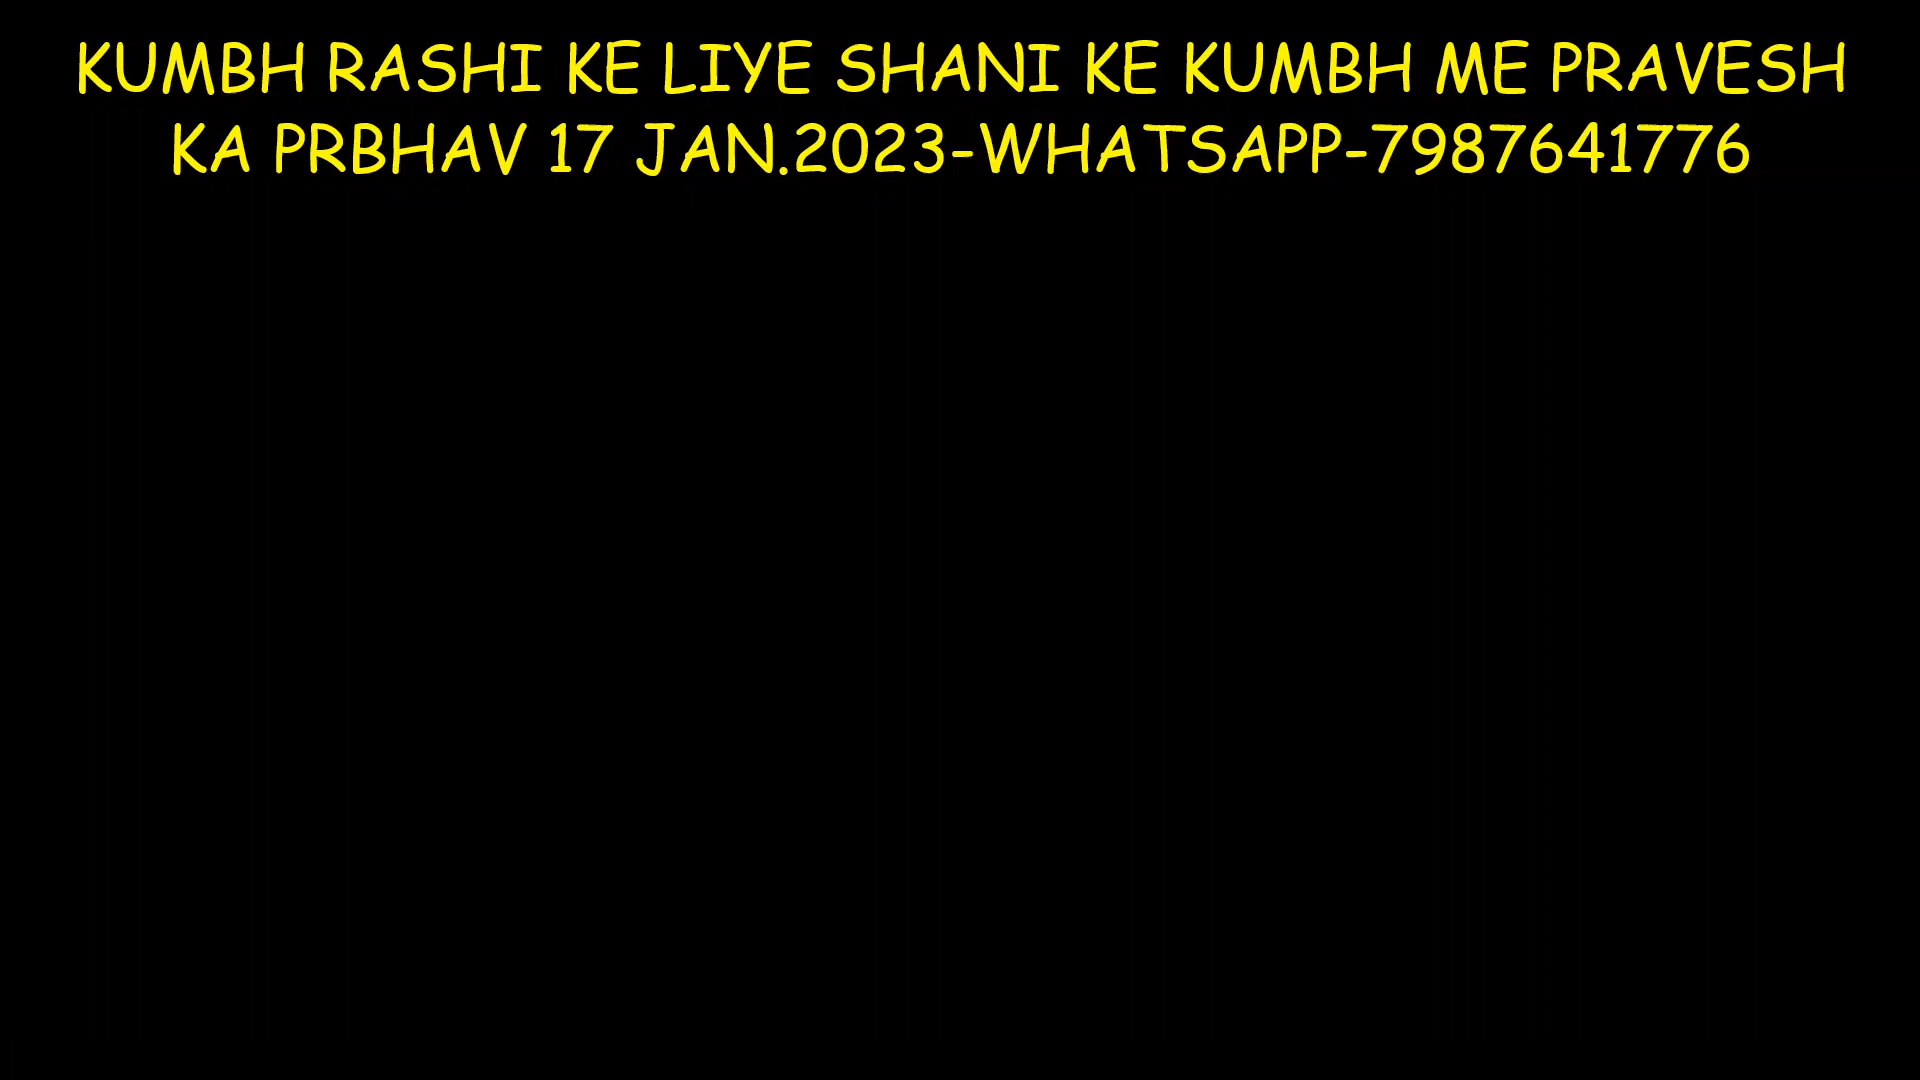 KUMBH RASHI KE LIYE SHANI KE KUMBH ME PRAVESH
KA PRBHAV 17 JAN.2023-WHATSAPP-7987641776